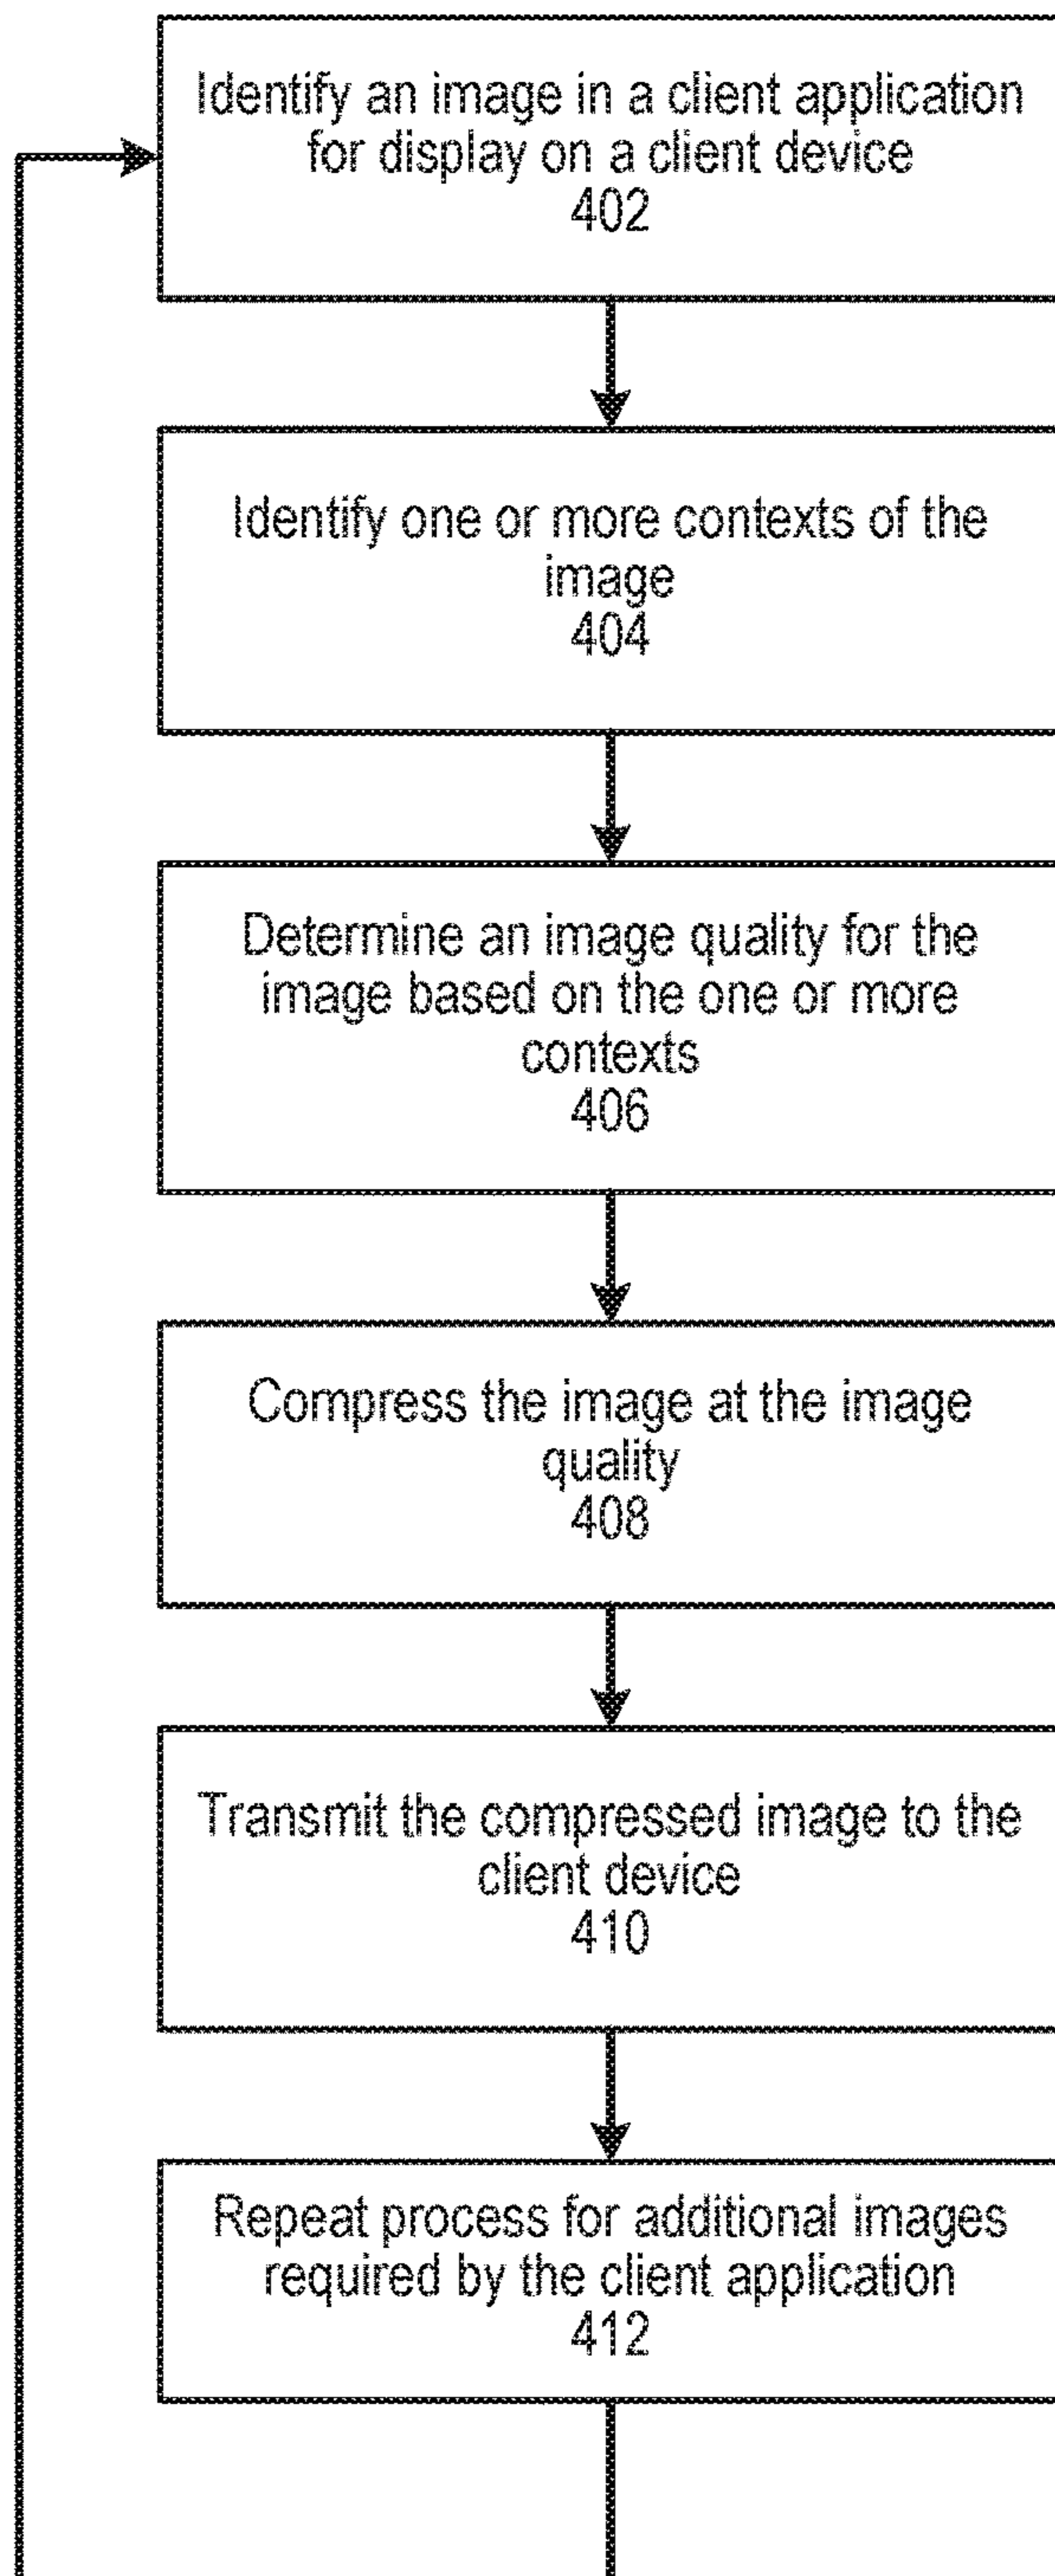 Identify an image in a client application
for display on a client device
402
Identify one or more contexts of the
image
404
Determine an image quality for the
image based on the one or more
contexts
406
Compress the image at the image
quality
408
Transmit the compressed image to the
client device
410
Repeat process for additional images
required by the client application
412